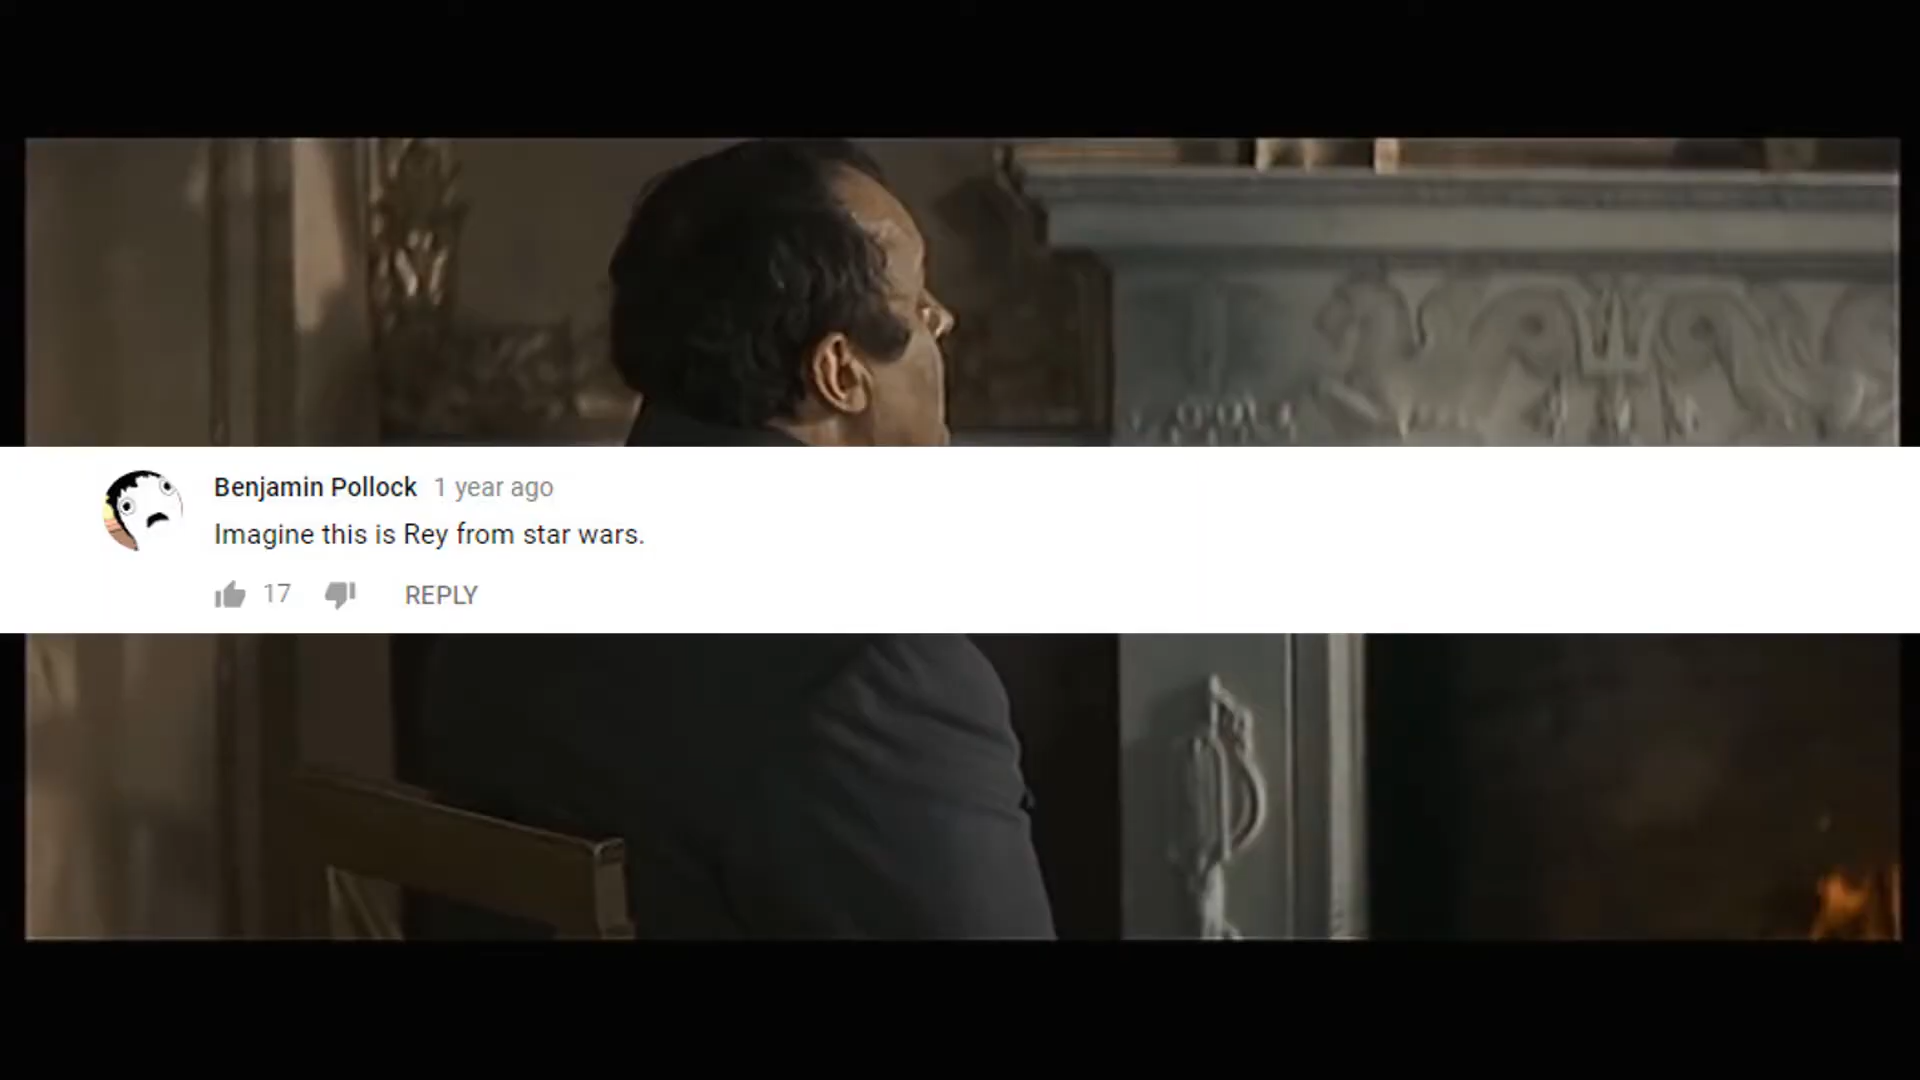 Benjamin Pollock 1 year ago
Imagine this is Rey from star wars.
17 REPLY